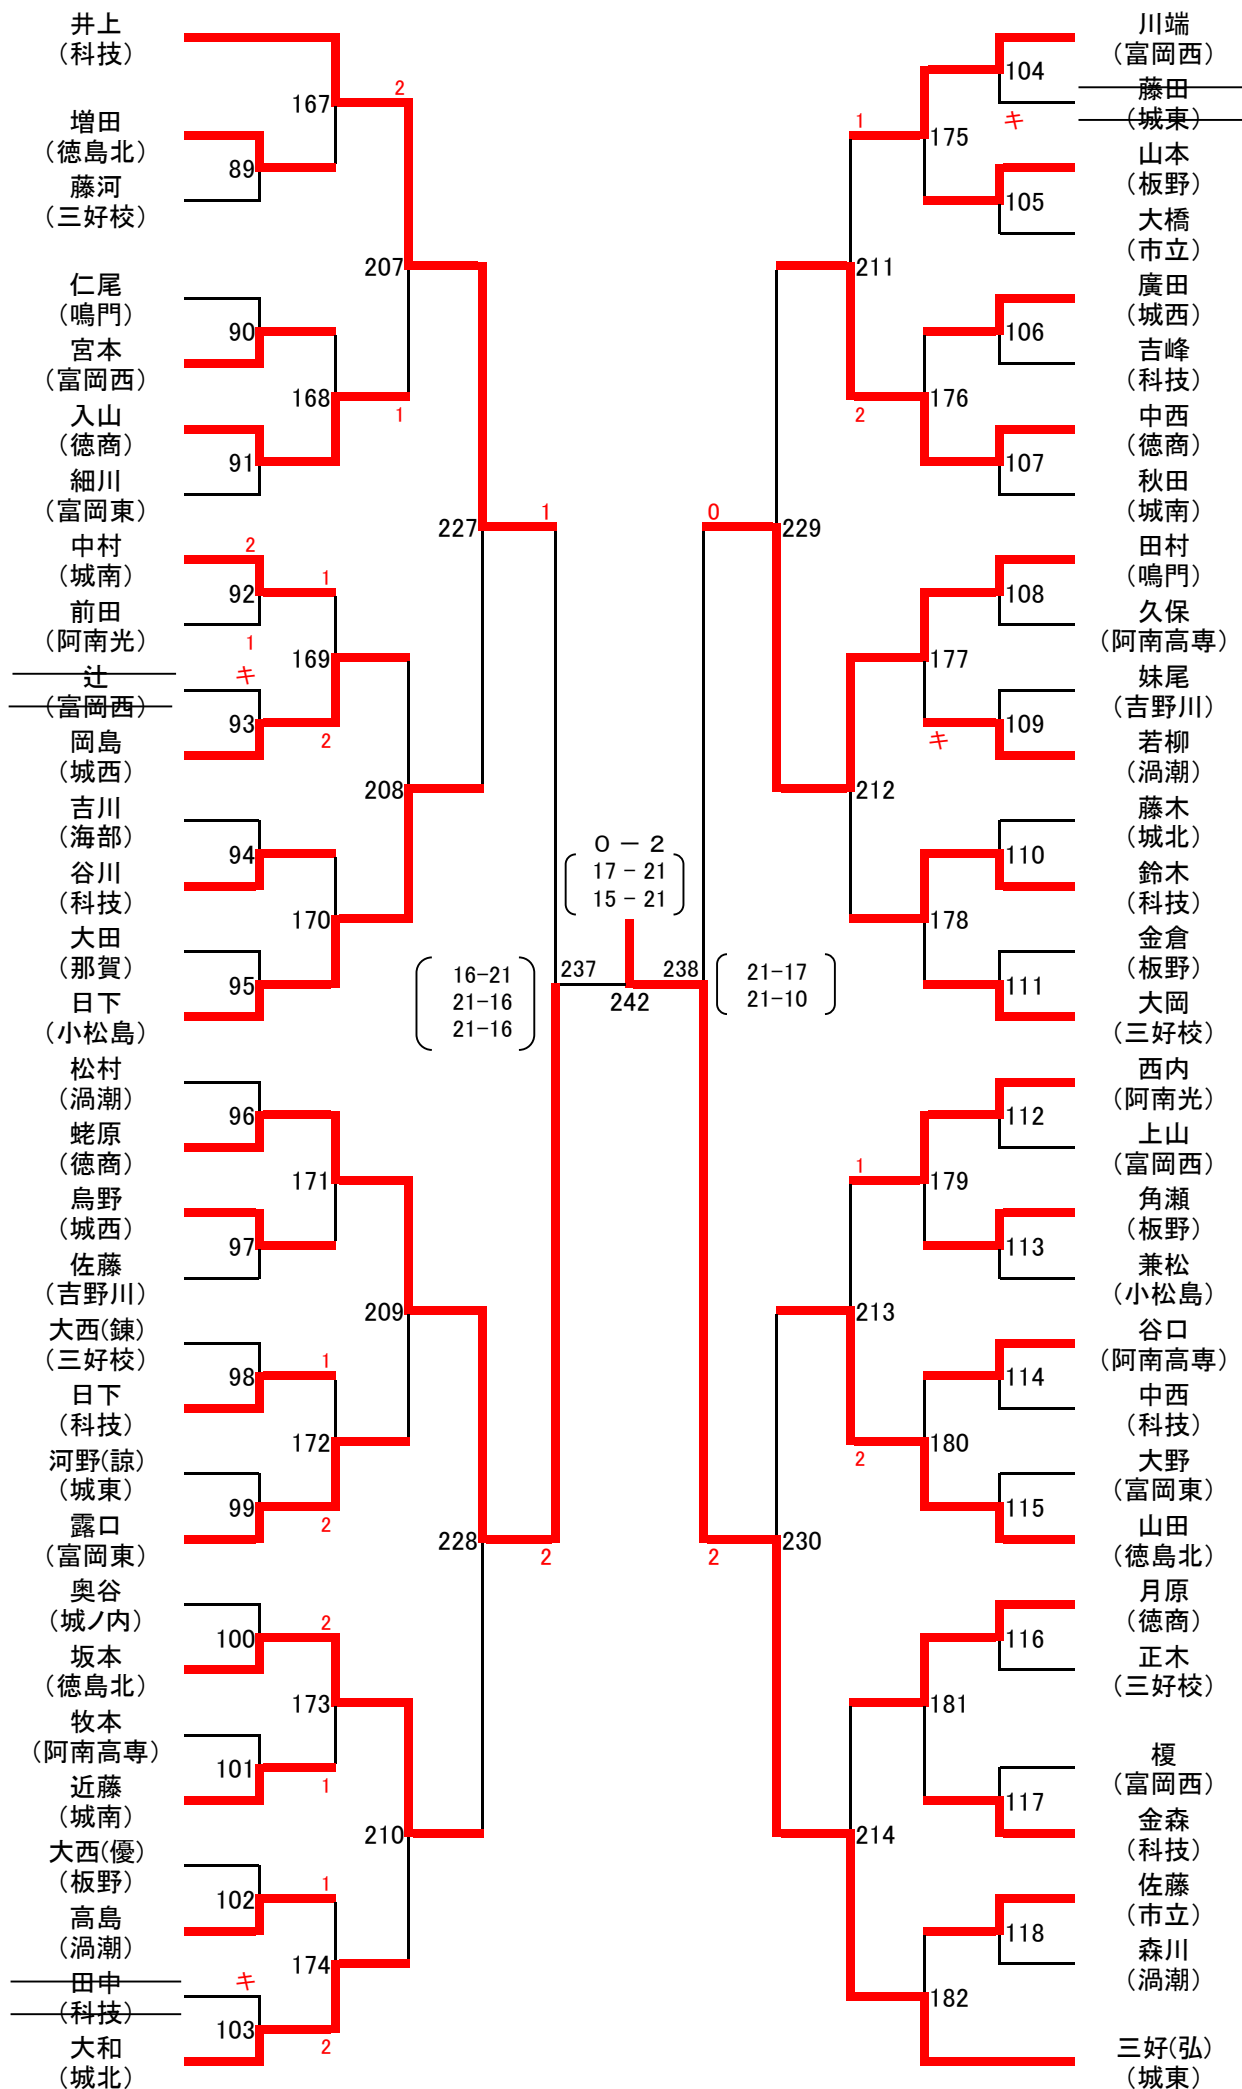 井上
（科技）
167
2
増田
（徳島北）
89
藤河
（三好校）
207
仁尾
（鳴門）
90
宮本
（富岡西）
168
1
入山
（徳商）
91
細川
（富岡東）
227
1
中村
（城南）
2
92
1
前田
（阿南光）
1
169
辻
（富岡西）
キ
93
2
岡島
（城西）
208
吉川
（海部）
94
谷川
（科技）
170
大田
（那賀）
95
日下
（小松島）
松村
（渦潮）
96
蛯原
（徳商）
171
烏野
（城西）
97
佐藤
（吉野川）
209
大西(錬)
（三好校）
98
1
日下
（科技）
172
河野(諒)
（城東）
99
2
露口
（富岡東）
228
2
奥谷
（城ノ内）
100
2
坂本
（徳島北）
173
牧本
（阿南高専）
101
1
近藤
（城南）
210
大西(優)
（板野）
102
1
高島
（渦潮）
174
田中
（科技）
キ
103
2
大和
（城北）
0 － 2
17 － 21
15 － 21
237
238
242
16-21
21-16
21-16
21-17
21-10
川端
（富岡西）
104
藤田
（城東）
キ
1
175
山本
（板野）
105
大橋
（市立）
211
廣田
（城西）
106
吉峰
（科技）
2
176
中西
（徳商）
107
秋田
（城南）
0
229
田村
（鳴門）
108
久保
（阿南高専）
177
妹尾
（吉野川）
109
キ
若柳
（渦潮）
212
藤木
（城北）
110
鈴木
（科技）
178
金倉
（板野）
111
大岡
（三好校）
西内
（阿南光）
112
上山
（富岡西）
1
179
角瀬
（板野）
113
兼松
（小松島）
213
谷口
（阿南高専）
114
中西
（科技）
2
180
大野
（富岡東）
115
山田
（徳島北）
2
230
月原
（徳商）
116
正木
（三好校）
181
榎
（富岡西）
117
金森
（科技）
214
佐藤
（市立）
118
森川
（渦潮）
182
三好(弘)
（城東）